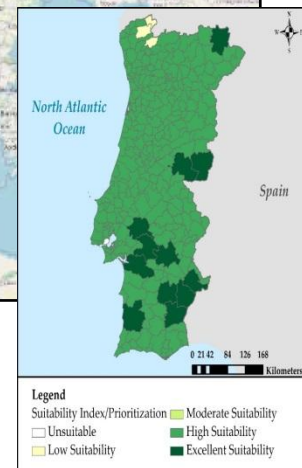 N
W
E
S
North Atlantic
Ocean
Spain
0 21 42 84 126 168
Kilometers
Legend
Suitability Index/Prioritization
Moderate Suitability
Unsuitable
High Suitability
Low Suitability
Excellent Suitability